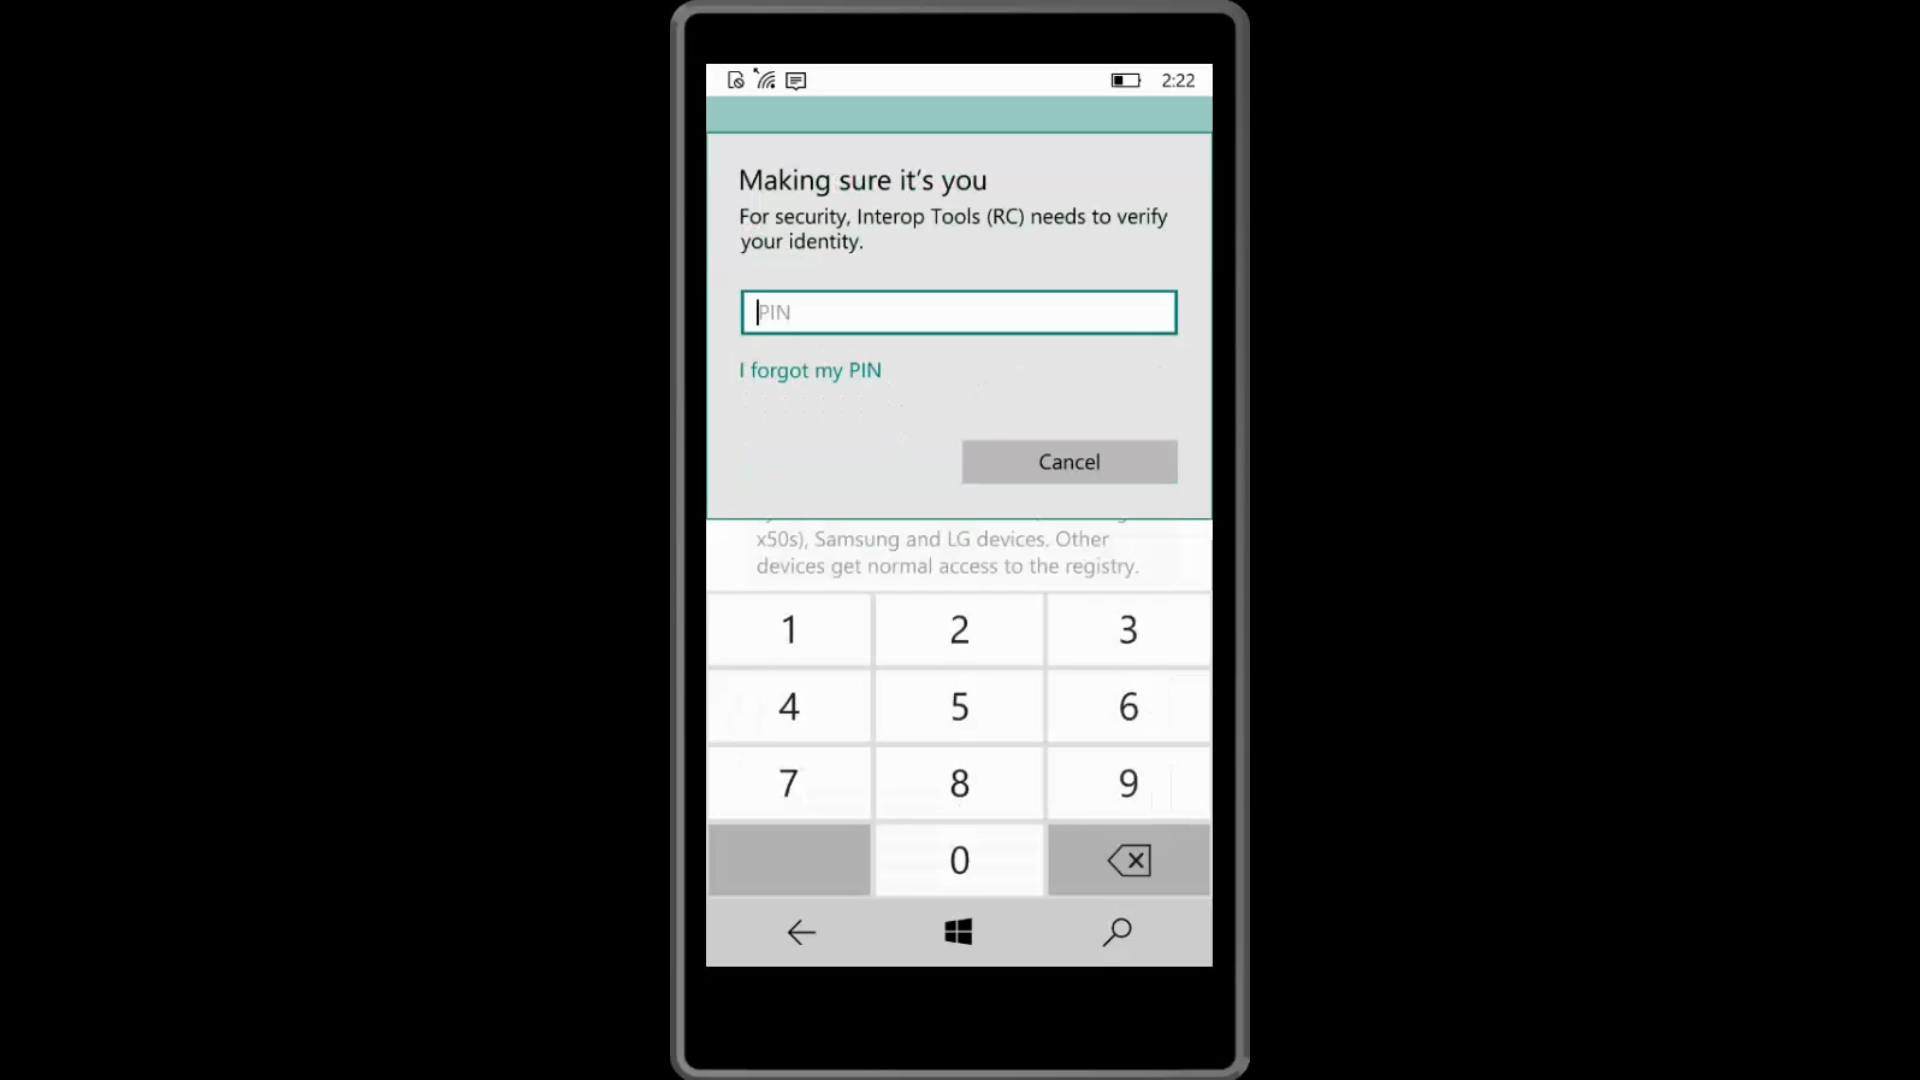 2:22
Making sure it's you
For security, Interop Tools (RC) needs to verify
your identity.
PIN
I forgot my PIN
Cancel
x50s), Samsung and LG devices. Other
devices get normal access to the registry.
1 2 3
4 5 6
7 8 9
0